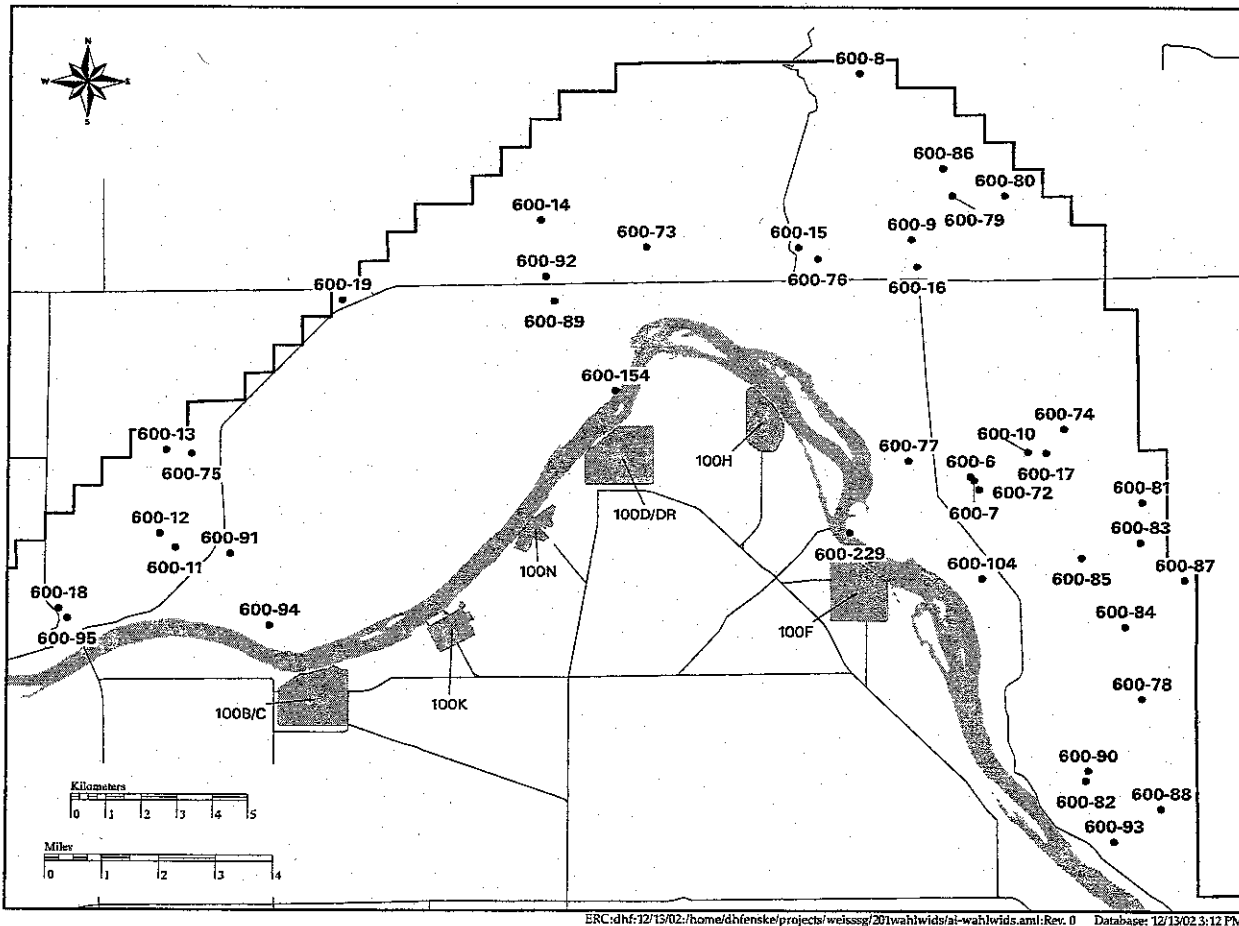 N
W
E
S
600-8
600-86
600-80
600-79
600-14
600-73
600-15
600-9
600-92
600-76
600-16
600-19
600-89
600-154
600-13
600-75
100H
600-77
600-10
600-74
600-6
600-17
600-72
600-7
600-81
100D/DR
600-12
600-91
600-11
100N
600-229
600-83
600-104
600-85
600-87
600-18
600-95
600-94
100K
100F
600-84
100B/C
600-78
600-90
600-82
600-88
600-93
Kilometers
0 1 2 3 4 5
Miles
0 1 2 3 4
ERC:dhf:12/13/02:/home/dhfenske/projects/weisssg/201wahlwids/ai-wahlwids.aml:Rev. 0 Database: 12/13/02 3:12 PM